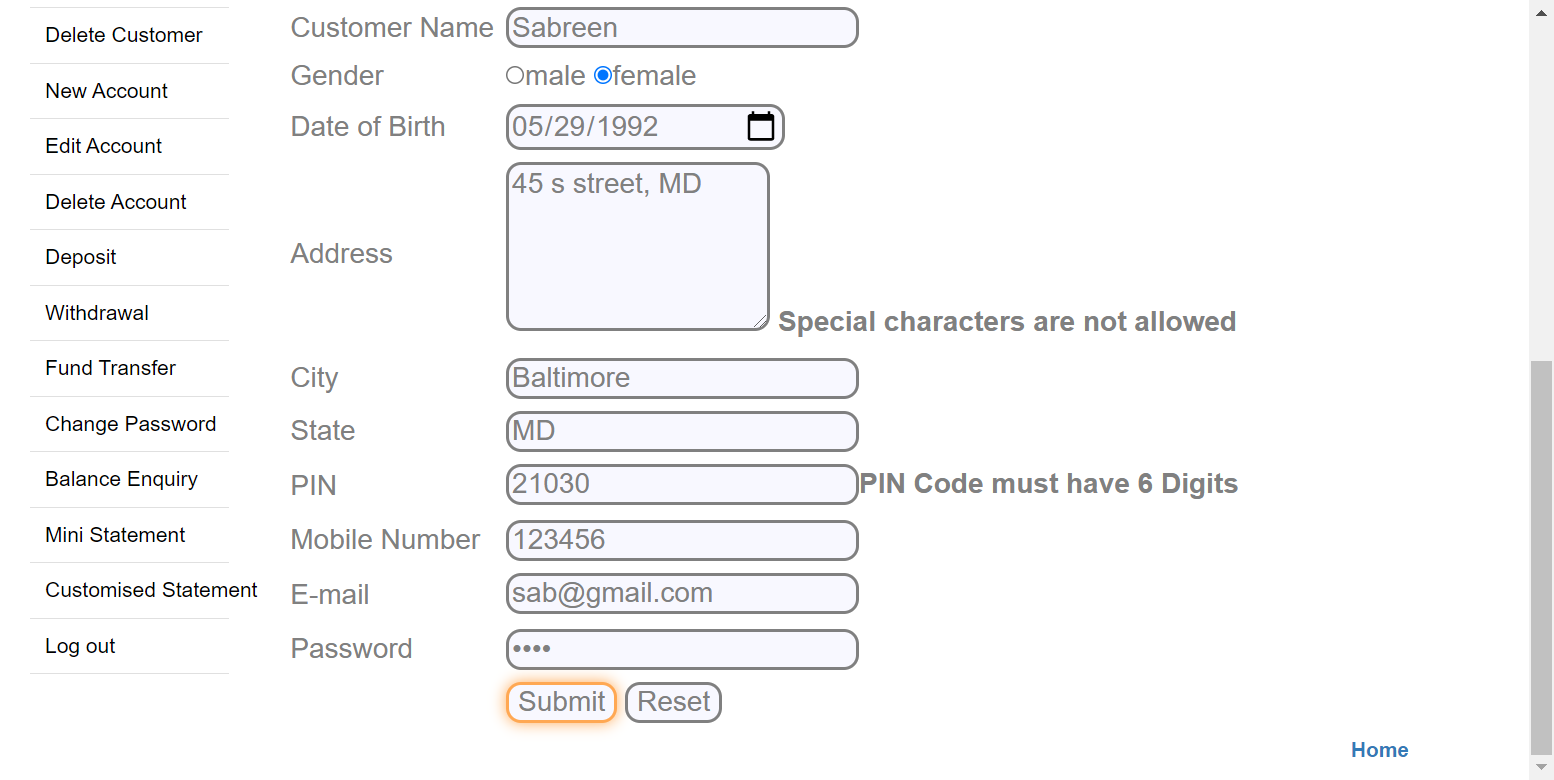 Delete Customer
New Account
Edit Account
Delete Account
Deposit
Withdrawal
Fund Transfer
Change Password
Balance Enquiry
Mini Statement
Customised Statement
Log out
Customer Name Sabreen
Gender male female
Date of Birth 05/29/1992
Address 45 s street, MD
Special characters are not allowed
City Baltimore
State MD
PIN 21030 PIN Code must have 6 Digits
Mobile Number 123456
E-mail sab@gmail.com
Password ••••
Submit Reset
Home